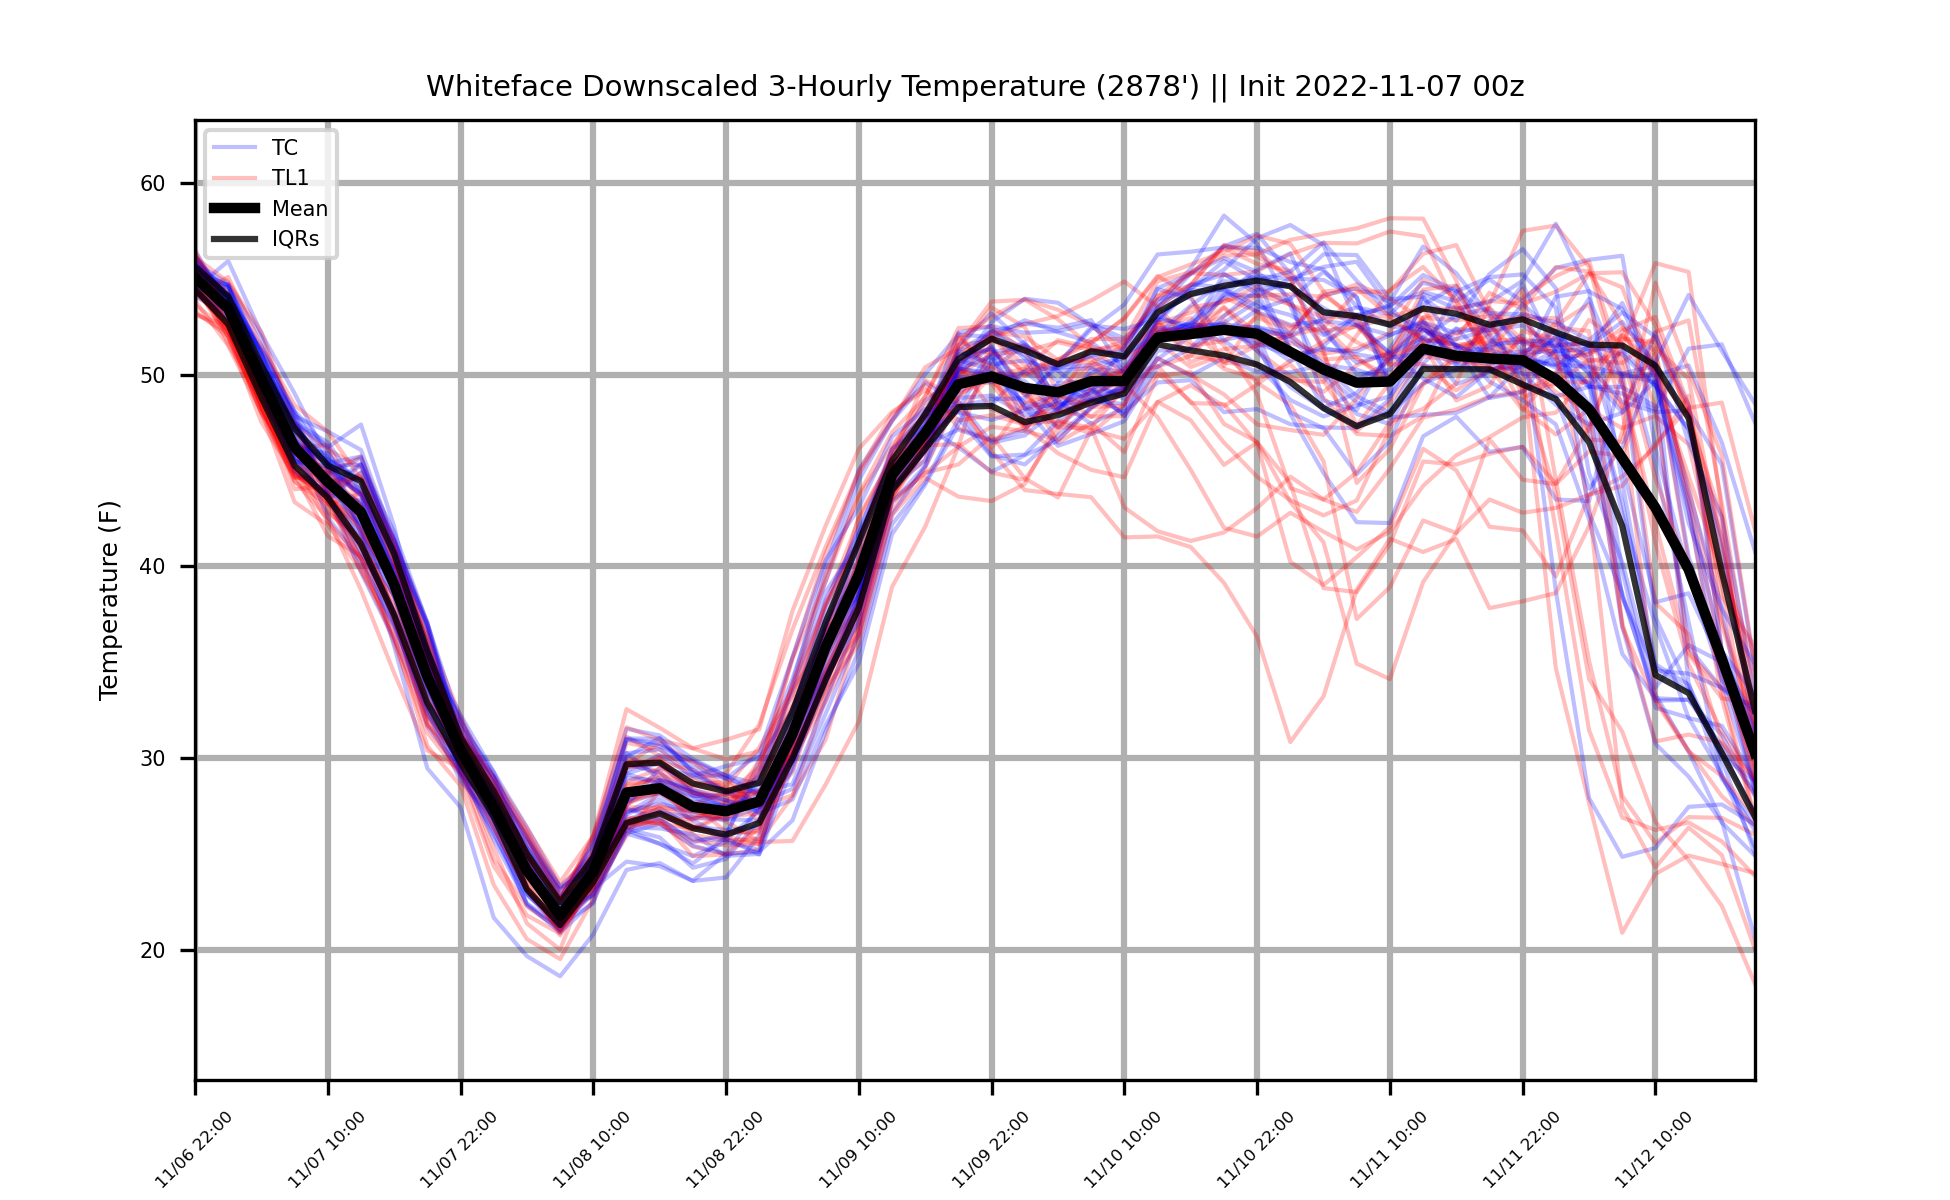 Whiteface Downscaled 3-Hourly Temperature (2878') || Init 2022-11-07 00z
TC
TL1
Mean
IQRs
Temperature (F)
60
50
40
30
20
11/06 22:00
11/07 10:00
11/07 22:00
11/08 10:00
11/08 22:00
11/09 10:00
11/09 22:00
11/10 10:00
11/10 22:00
11/11 10:00
11/11 22:00
11/12 10:00